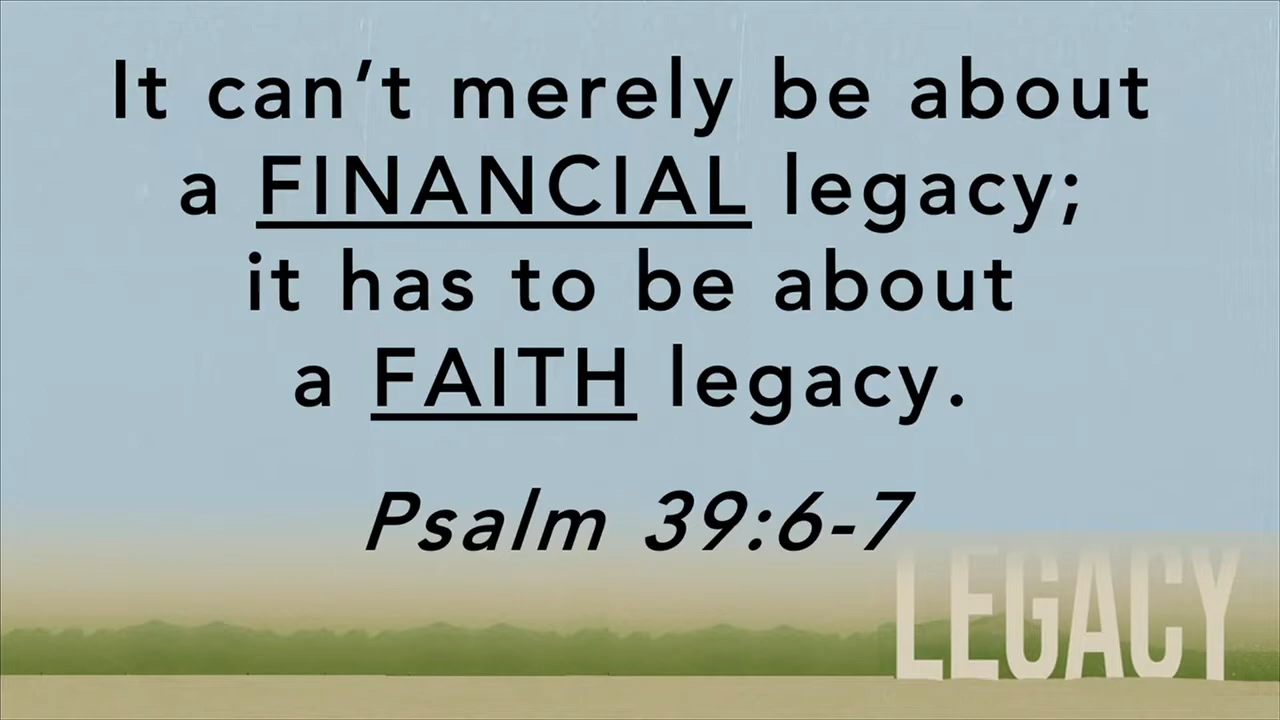 It can’t merely be about
a FINANCIAL legacy;
it has to be about
a FAITH legacy.
Psalm 39:6-7
LEGACY